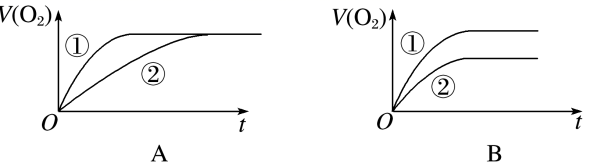 V(O₂)
①
②
O
t
A
V(O₂)
①
②
O
t
B